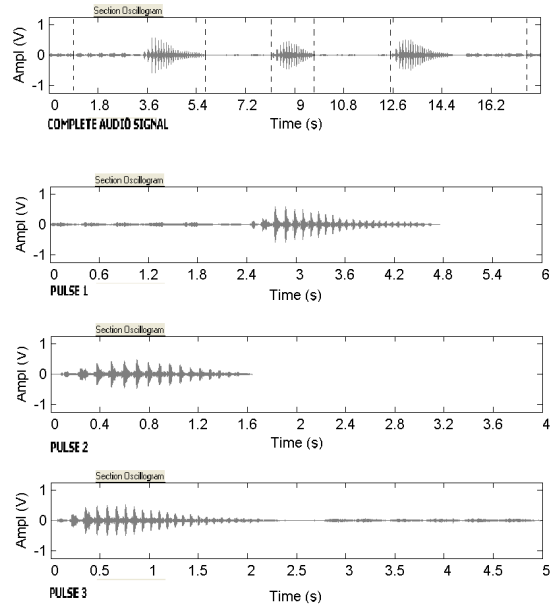 Section Oscillogram
Ampl (V)
1
0
-1
0 1.8 3.6 5.4 7.2 9 10.8 12.6 14.4 16.2
COMPLETE AUDIO SIGNAL
Time (s)
Section Oscillogram
Ampl (V)
1
0
-1
0 0.6 1.2 1.8 2.4 3 3.6 4.2 4.8 5.4 6
PULSE 1
Time (s)
Section Oscillogram
Ampl (V)
1
0
-1
0 0.4 0.8 1.2 1.6 2 2.4 2.8 3.2 3.6 4
PULSE 2
Time (s)
Section Oscillogram
Ampl (V)
1
0
-1
0 0.5 1 1.5 2 2.5 3 3.5 4 4.5 5
PULSE 3
Time (s)